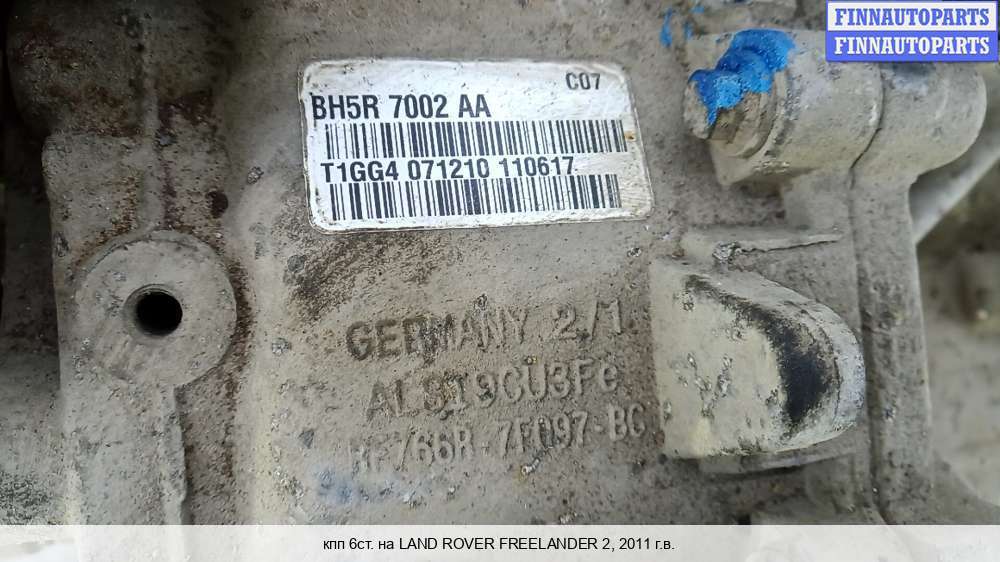 FINNAUTOPARTS
FINNAUTOPARTS
C07
BH5R 7002 AA
T1GG4 071210 110617
GERMANY 2/1
ALSI9CU3Fe
7F097-BC
кпп 6ст. на LAND ROVER FREELANDER 2, 2011 г.в.